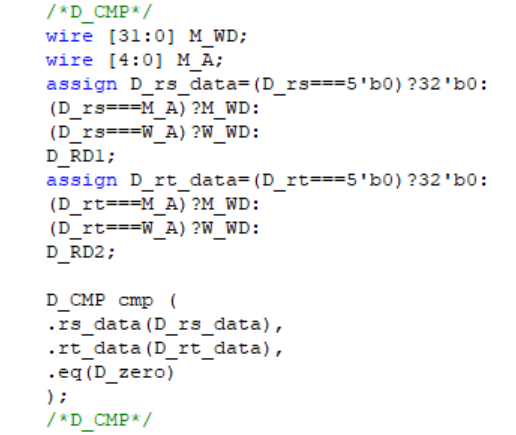 /*D_CMP*/
wire [31:0] M_WD;
wire [4:0] M_A;
assign D_rs_data=(D_rs===5'b0)?32'b0:
(D_rs===M_A)?M_WD:
(D_rs===W_A)?W_WD:
D_RD1;
assign D_rt_data=(D_rt===5'b0)?32'b0:
(D_rt===M_A)?M_WD:
(D_rt===W_A)?W_WD:
D_RD2;
D_CMP cmp (
.rs_data(D_rs_data),
.rt_data(D_rt_data),
.eq(D_zero)
);
/*D_CMP*/